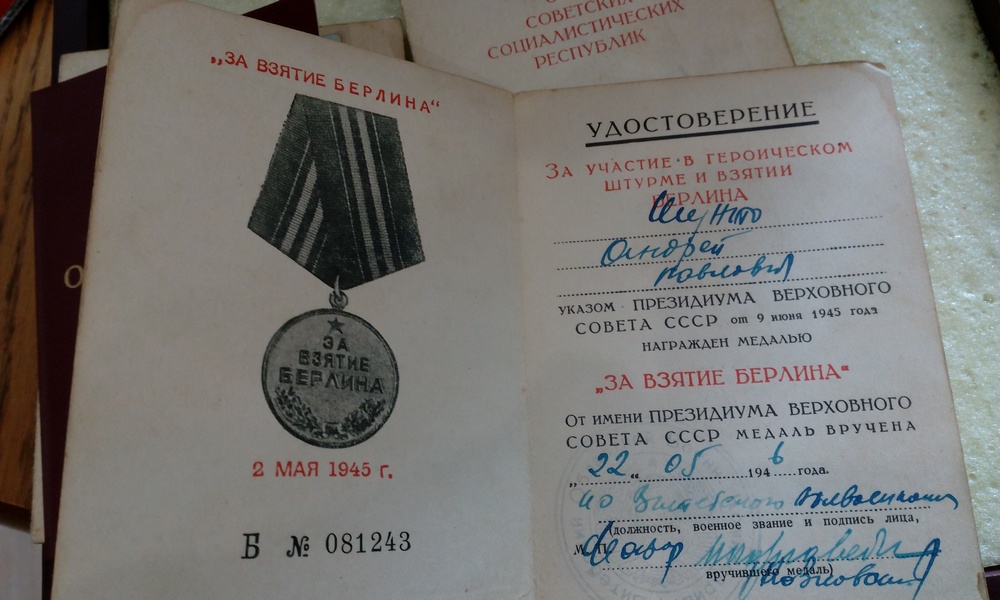 СОВЕТСКИХ
СОЦИАЛИСТИЧЕСКИХ
РЕСПУБЛИК
„ЗА ВЗЯТИЕ БЕРЛИНА“
ЗА
ВЗЯТИЕ
БЕРЛИНА
2 МАЯ 1945 г.
Б № 081243
УДОСТОВЕРЕНИЕ
ЗА УЧАСТИЕ В ГЕРОИЧЕСКОМ
ШТУРМЕ И ВЗЯТИИ
БЕРЛИНА
Андрей
Павлович
УКАЗОМ ПРЕЗИДИУМА ВЕРХОВНОГО
СОВЕТА СССР от 9 июня 1945 года
НАГРАЖДЕН МЕДАЛЬЮ
„ЗА ВЗЯТИЕ БЕРЛИНА“
От имени ПРЕЗИДИУМА ВЕРХОВНОГО
СОВЕТА СССР МЕДАЛЬ ВРУЧЕНА
„22“ 05 1946 года.
(должность, военное звание и подпись лица,
М. П.
вручившего медаль)